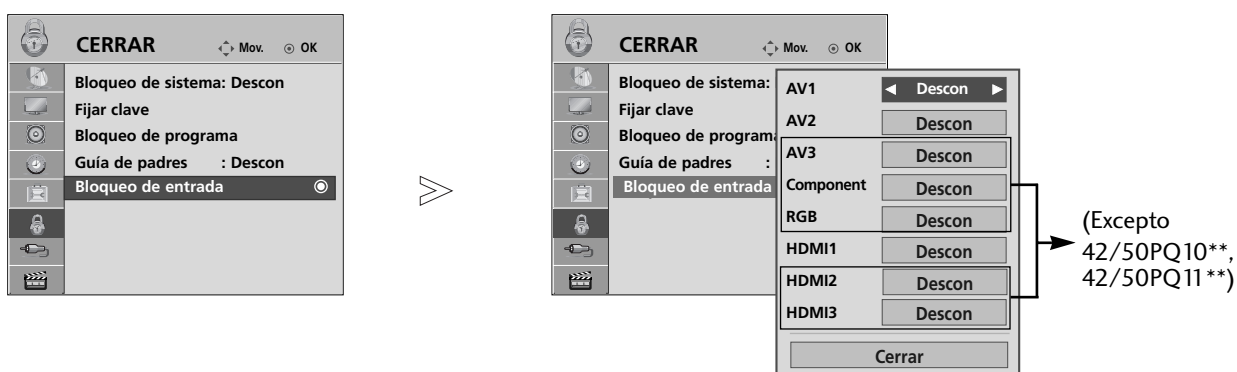 CERRAR Mov. OK
Bloqueo de sistema: Descon
Fijar clave
Bloqueo de programa
Guía de padres : Descon
Bloqueo de entrada
CERRAR Mov. OK
Bloqueo de sistema:
Fijar clave
Bloqueo de programa
Guía de padres :
Bloqueo de entrada
AV1 Descon
AV2 Descon
AV3 Descon
Component Descon
RGB Descon
HDMI1 Descon
HDMI2 Descon
HDMI3 Descon
Cerrar
(Excepto
42/50PQ10**,
42/50PQ11**)